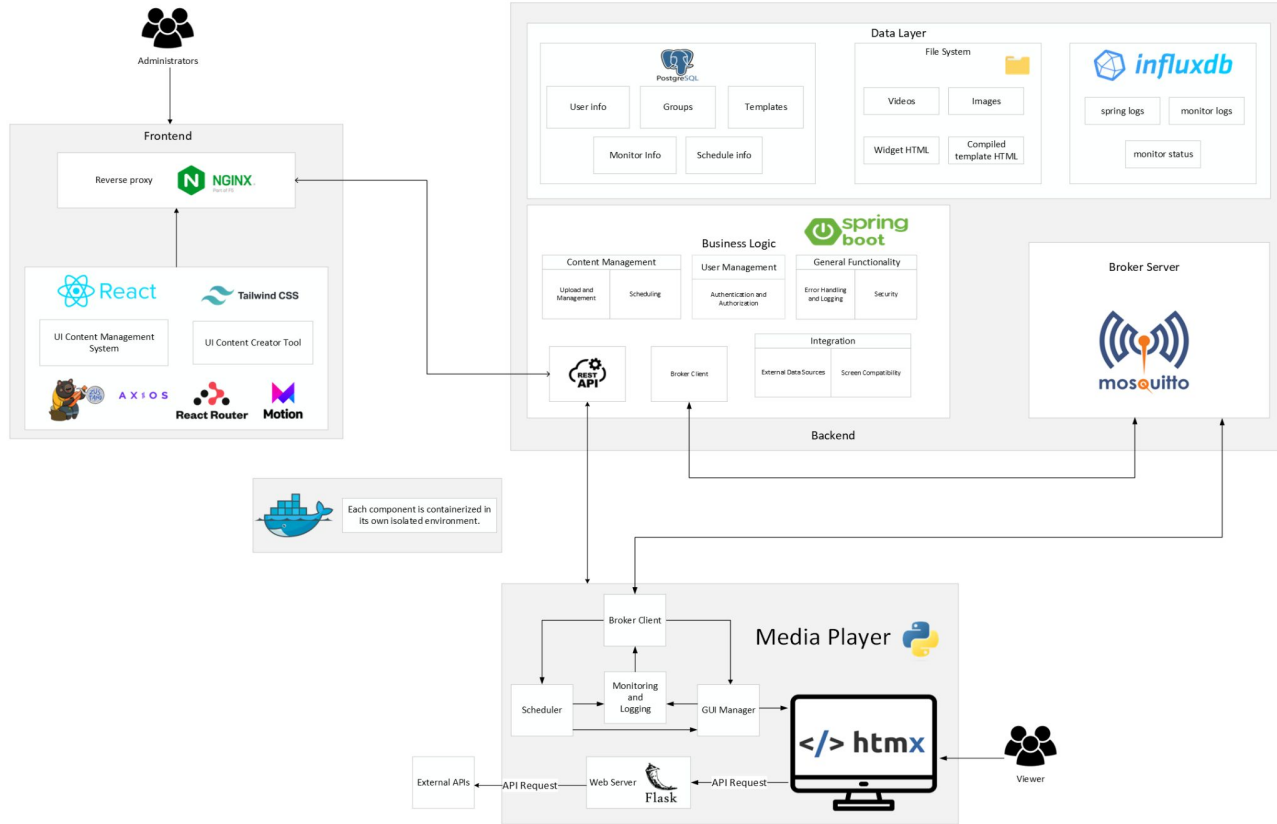 Administrators
Frontend
Reverse proxy
NGINX
React
Tailwind CSS
UI Content Management
System
UI Content Creator Tool
AXIOS
React Router
Motion
Data Layer
PostgreSQL
User info
Groups
Templates
Monitor Info
Schedule info
File System
Videos
Images
Widget HTML
Compiled
template HTML
influxdb
spring logs
monitor logs
monitor status
spring
boot
Business Logic
Content Management
Upload and
Management
Scheduling
User Management
Authentication and
Authorization
General Functionality
Error Handling
and Logging
Security
REST
API
Broker Client
Integration
External Data Sources
Screen Compatibility
Backend
Broker Server
mosquitto
Each component is containerized in
its own isolated environment.
Media Player
Broker Client
Scheduler
Monitoring
and
Logging
GUI Manager
</> htmx
Viewer
External APIs
API Request
Web Server
Flask
API Request